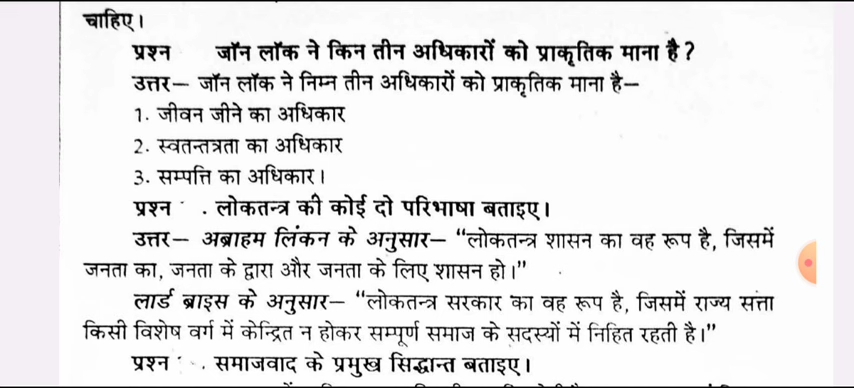 चाहिए।
प्रश्न जॉन लॉक ने किन तीन अधिकारों को प्राकृतिक माना है?
उत्तर— जॉन लॉक ने निम्न तीन अधिकारों को प्राकृतिक माना है—
1. जीवन जीने का अधिकार
2. स्वतन्तत्रता का अधिकार
3. सम्पत्ति का अधिकार।
प्रश्न . लोकतन्त्र की कोई दो परिभाषा बताइए।
उत्तर— अब्राहम लिंकन के अनुसार— “लोकतन्त्र शासन का वह रूप है, जिसमें
जनता का, जनता के द्वारा और जनता के लिए शासन हो।”
लार्ड ब्राइस के अनुसार— “लोकतन्त्र सरकार का वह रूप है, जिसमें राज्य सत्ता
किसी विशेष वर्ग में केन्द्रित न होकर सम्पूर्ण समाज के सदस्यों में निहित रहती है।”
प्रश्न . समाजवाद के प्रमुख सिद्धान्त बताइए।